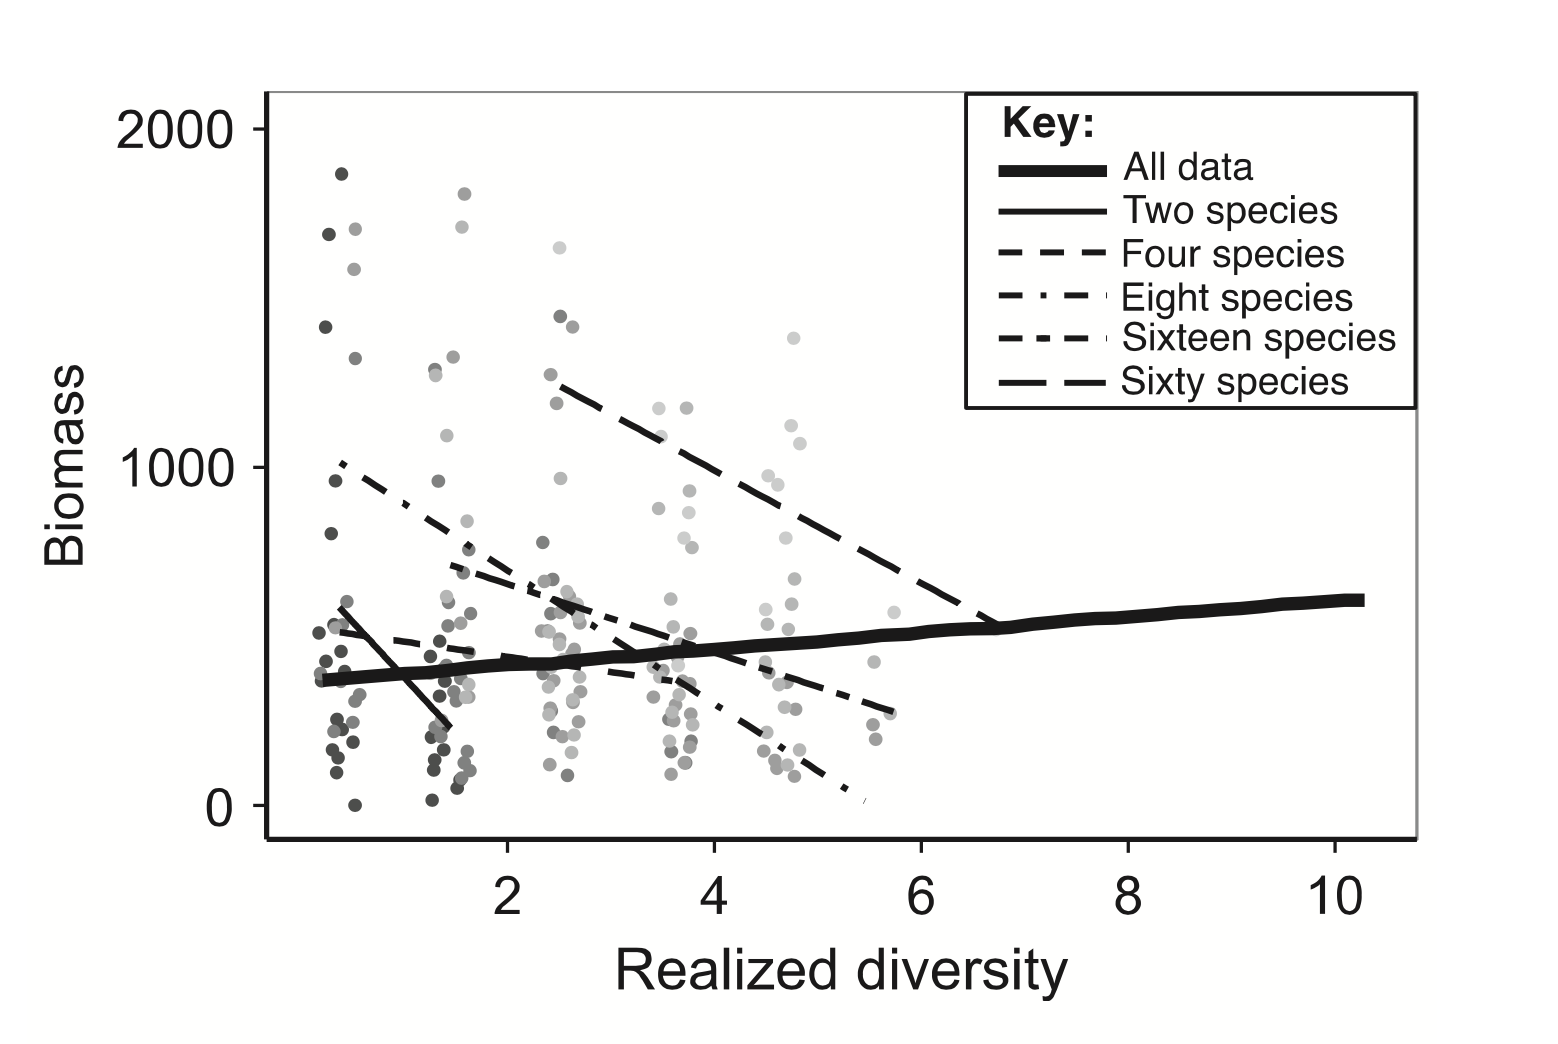 2000
1000
0
Biomass
2
4
6
8
10
Realized diversity
Key:
All data
Two species
Four species
Eight species
Sixteen species
Sixty species